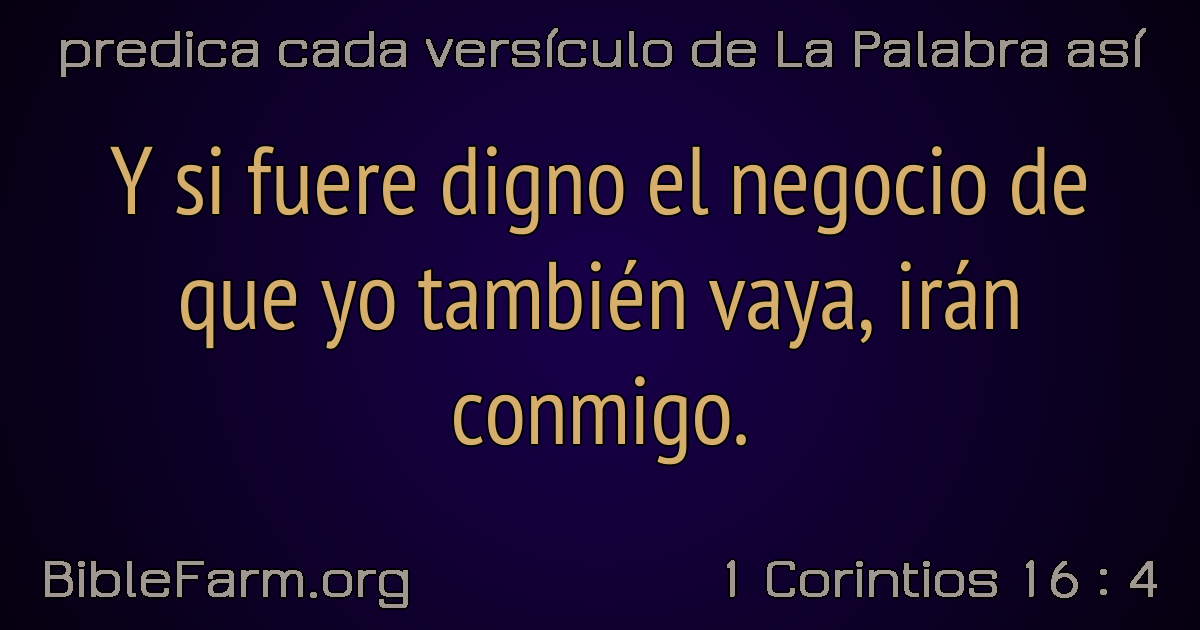 predica cada versículo de La Palabra así
Y si fuere digno el negocio de
que yo también vaya, irán
conmigo.
BibleFarm.org
1 Corintios 16 : 4